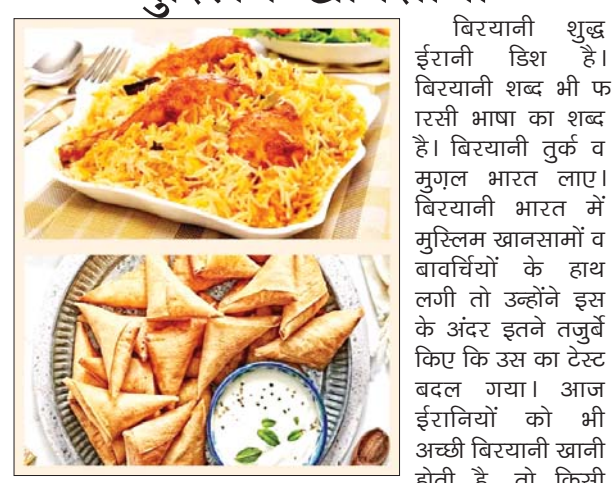 बिरयानी शुद्ध
ईरानी डिश है।
बिरयानी शब्द भी फ
ारसी भाषा का शब्द
है। बिरयानी तुर्क व
मुग़ल भारत लाए।
बिरयानी भारत में
मुस्लिम खानसामों व
बावर्चियों के हाथ
लगी तो उन्होंने इस
के अंदर इतने तजुर्बे
किए कि उस का टेस्ट
बदल गया। आज
ईरानियों को भी
अच्छी बिरयानी खानी
होती है, तो किसी